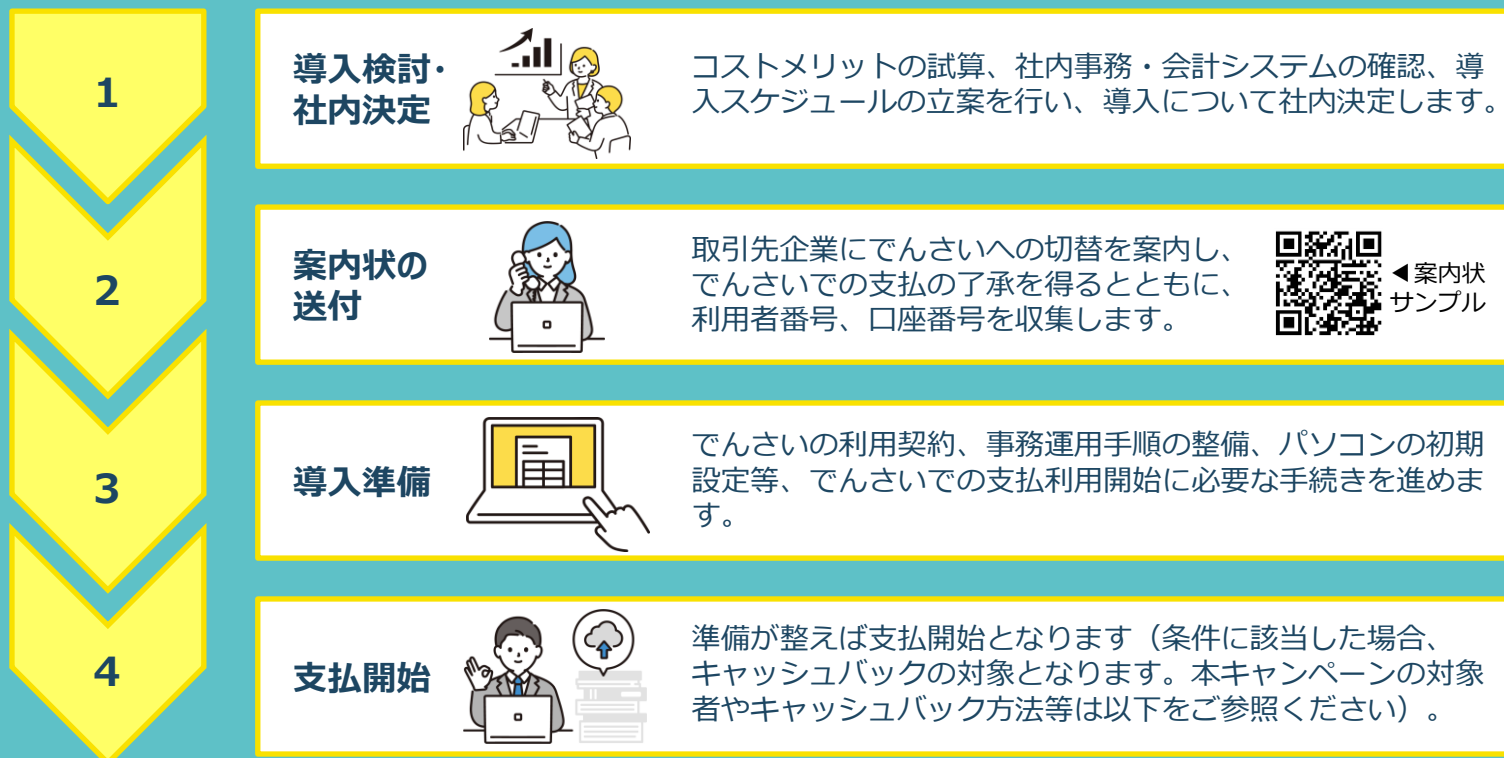 1
導入検討・
社内決定
コストメリットの試算、社内事務・会計システムの確認、導
入スケジュールの立案を行い、導入について社内決定します。
2
案内状の
送付
取引先企業にでんさいへの切替を案内し、
でんさいでの支払の了承を得るとともに、
利用者番号、口座番号を収集します。
◀案内状
サンプル
3
導入準備
でんさいの利用契約、事務運用手順の整備、パソコンの初期
設定等、でんさいでの支払利用開始に必要な手続きを進めま
す。
4
支払開始
準備が整えば支払開始となります（条件に該当した場合、
キャッシュバックの対象となります。本キャンペーンの対象
者やキャッシュバック方法等は以下をご参照ください）。